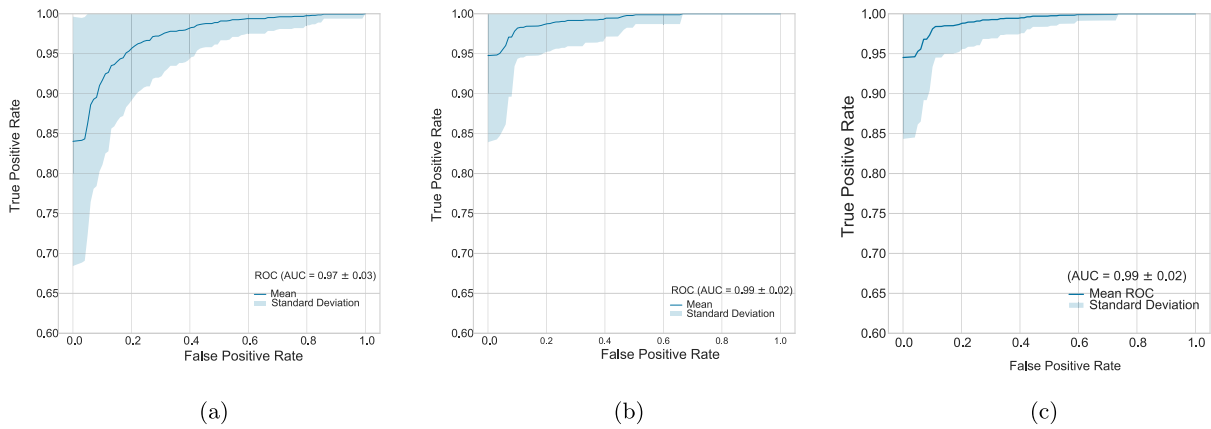 1.00
0.95
0.90
0.85
0.80
0.75
0.70
0.65
0.60
True Positive Rate
ROC (AUC = 0.97 ± 0.03)
Mean
Standard Deviation
0.0 0.2 0.4 0.6 0.8 1.0
False Positive Rate
(a)
1.00
0.95
0.90
0.85
0.80
0.75
0.70
0.65
0.60
True Positive Rate
ROC (AUC = 0.99 ± 0.02)
Mean
Standard Deviation
0.0 0.2 0.4 0.6 0.8 1.0
False Positive Rate
(b)
1.00
0.95
0.90
0.85
0.80
0.75
0.70
0.65
0.60
True Positive Rate
(AUC = 0.99 ± 0.02)
Mean ROC
Standard Deviation
0.0 0.2 0.4 0.6 0.8 1.0
False Positive Rate
(c)